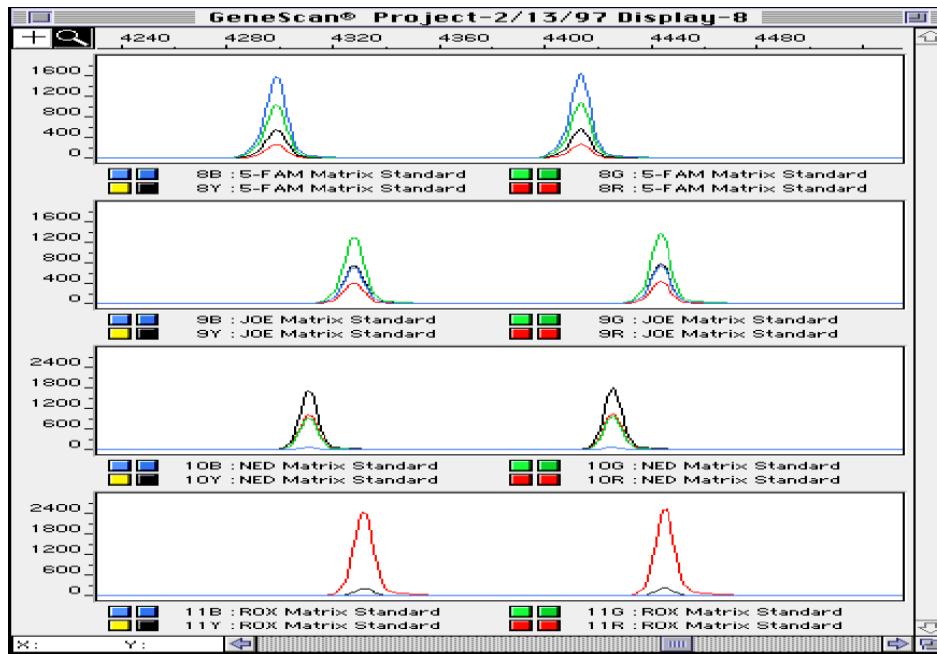 GeneScan® Project-2/13/97 Display-8
4240 4280 4320 4360 4400 4440 4480
1600
1200
800
400
0
8B : 5-FAM Matrix Standard 8G : 5-FAM Matrix Standard
8Y : 5-FAM Matrix Standard 8R : 5-FAM Matrix Standard
1600
1200
800
400
0
9B : JOE Matrix Standard 9G : JOE Matrix Standard
9Y : JOE Matrix Standard 9R : JOE Matrix Standard
2400
1800
1200
600
0
10B : NED Matrix Standard 10G : NED Matrix Standard
10Y : NED Matrix Standard 10R : NED Matrix Standard
2400
1800
1200
600
0
11B : ROX Matrix Standard 11G : ROX Matrix Standard
11Y : ROX Matrix Standard 11R : ROX Matrix Standard
X: Y: